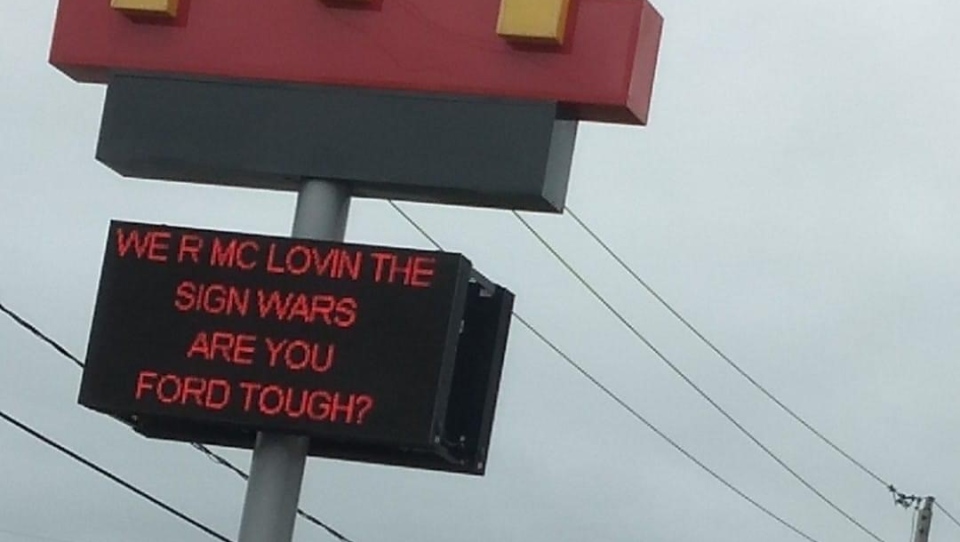 WE R MC LOVIN THE
SIGN WARS
ARE YOU
FORD TOUGH?